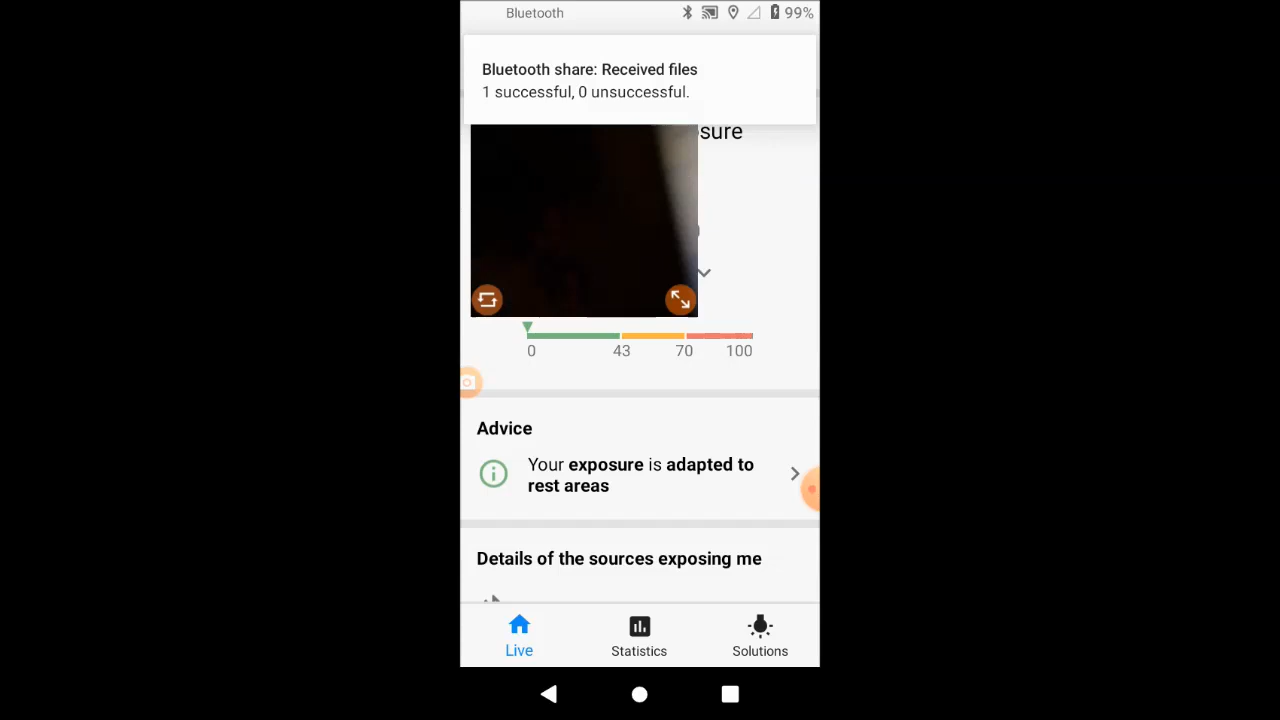 Bluetooth
99%
Bluetooth share: Received files
1 successful, 0 unsuccessful.
sure
0 43 70 100
Advice
Your exposure is adapted to
rest areas
Details of the sources exposing me
Live Statistics Solutions